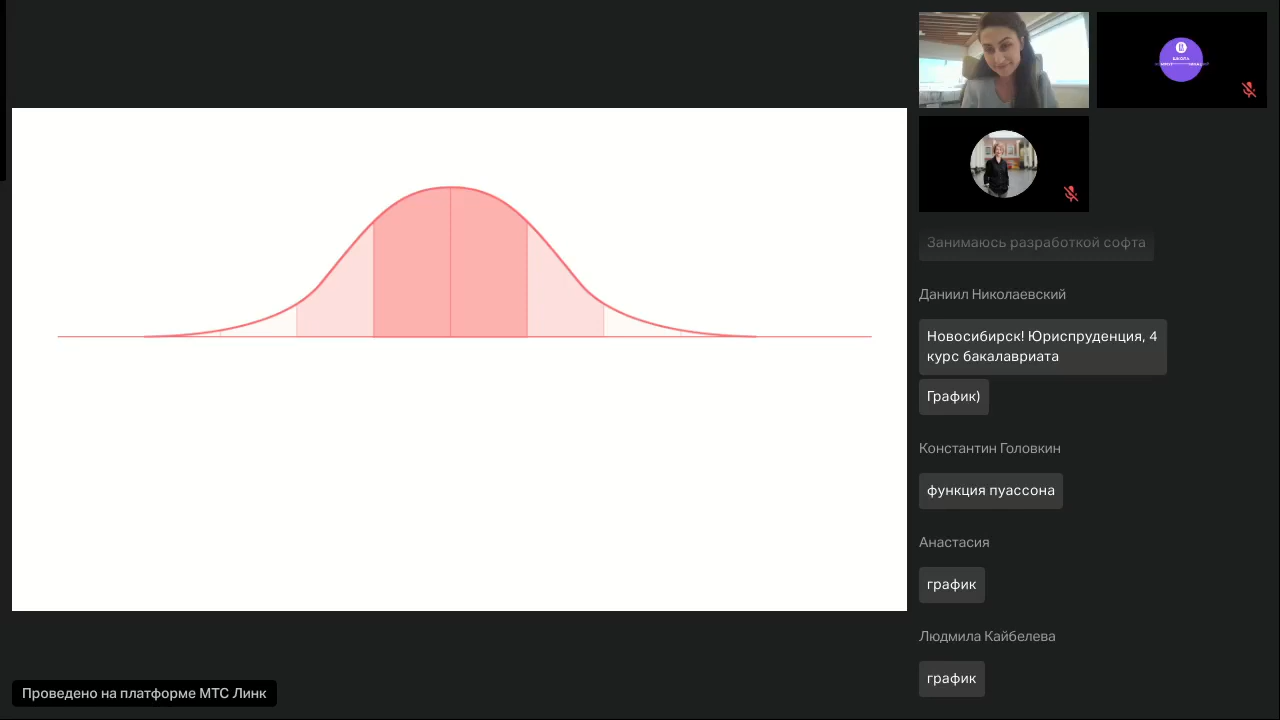 ШКОЛА
Занимаюсь разработкой софта
Даниил Николаевский
Новосибирск! Юриспруденция, 4
курс бакалавриата
График)
Константин Головкин
функция пуассона
Анастасия
график
Людмила Кайбелева
график
Проведено на платформе МТС Линк